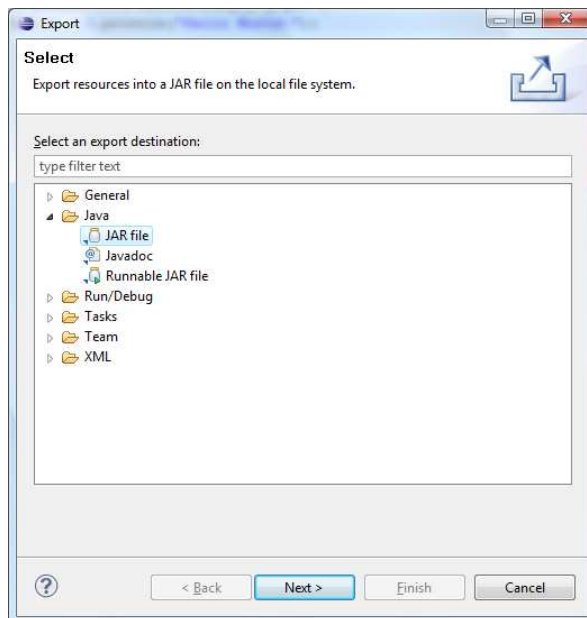 Export
Select
Export resources into a JAR file on the local file system.
Select an export destination:
type filter text
General
Java
JAR file
Javadoc
Runnable JAR file
Run/Debug
Tasks
Team
XML
< Back
Next >
Finish
Cancel